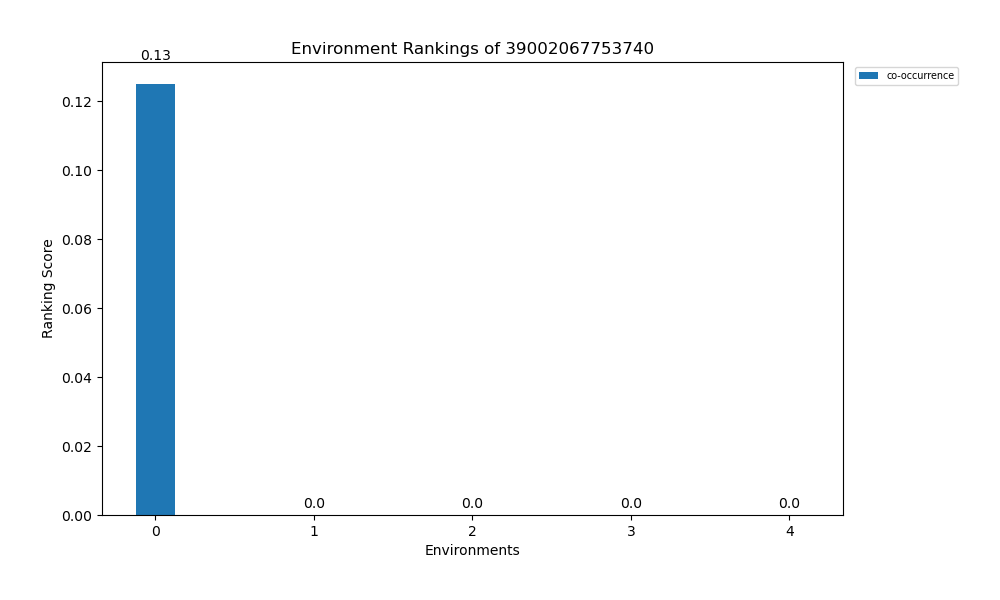 Environment Rankings of 39002067753740
0.13
co-occurrence
0.12
0.10
0.08
0.06
0.04
0.02
0.00
Ranking Score
0.0 0.0 0.0 0.0
0 1 2 3 4
Environments